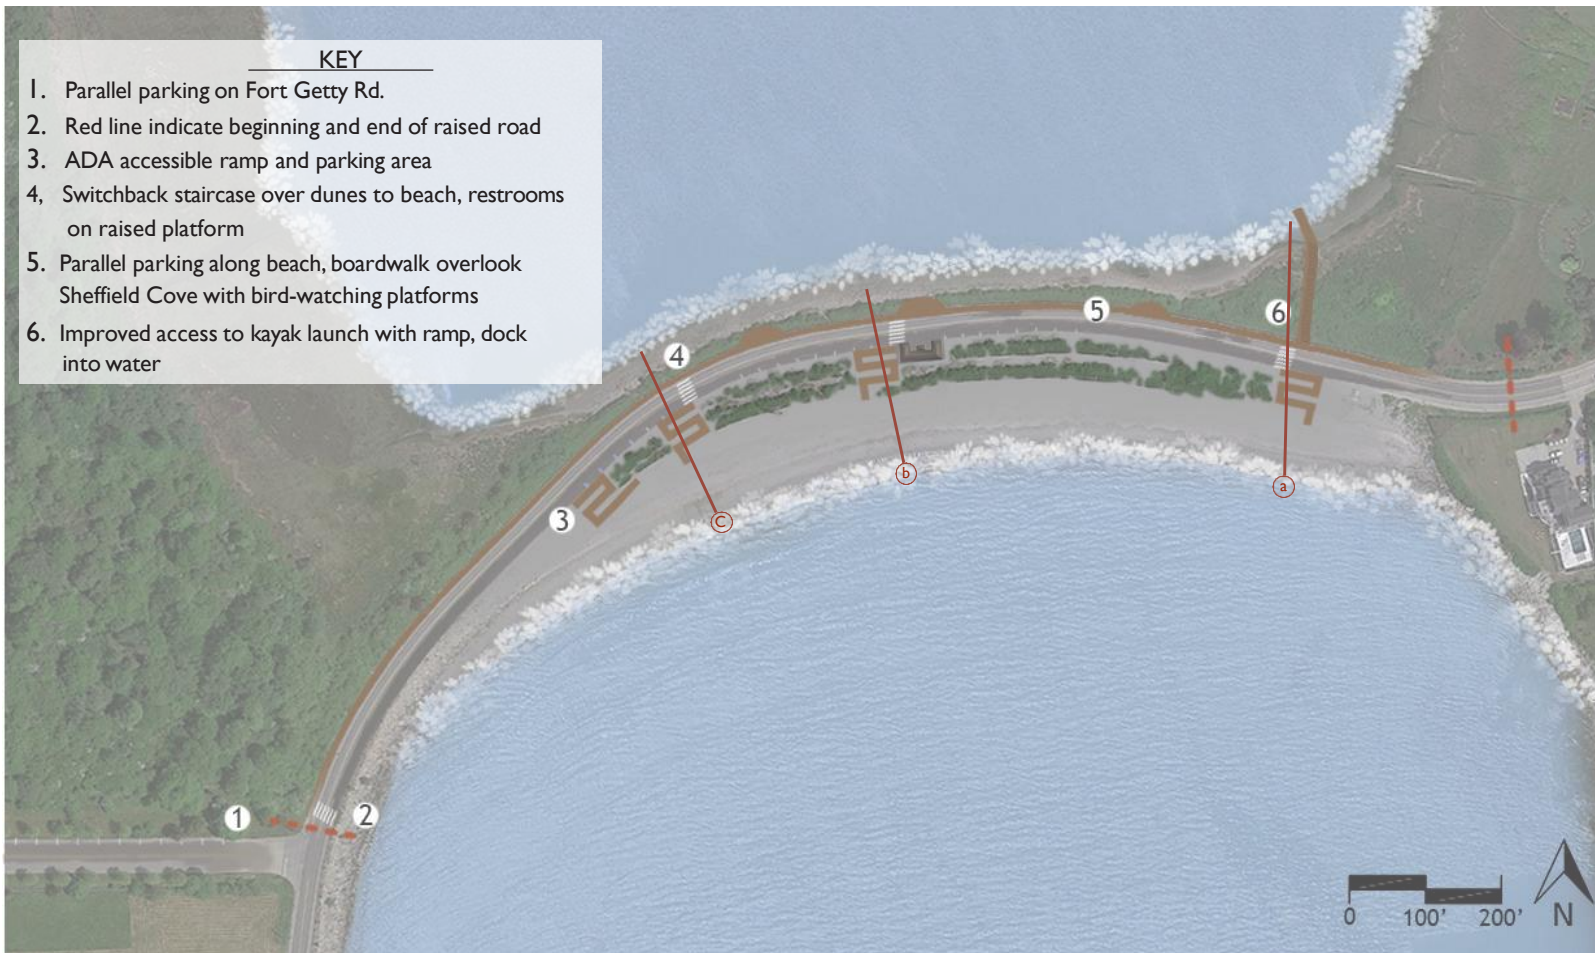 KEY
1. Parallel parking on Fort Getty Rd.
2. Red line indicate beginning and end of raised road
3. ADA accessible ramp and parking area
4, Switchback staircase over dunes to beach, restrooms
on raised platform
5. Parallel parking along beach, boardwalk overlook
Sheffield Cove with bird-watching platforms
6. Improved access to kayak launch with ramp, dock
into water
6
5
4
b
a
3
C
1
2
0 100' 200' N